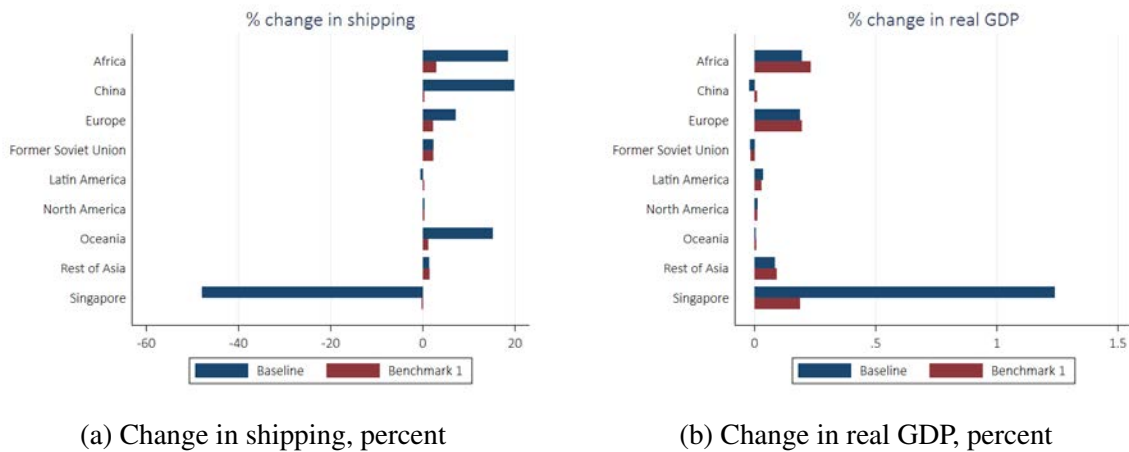 % change in shipping
Africa
China
Europe
Former Soviet Union
Latin America
North America
Oceania
Rest of Asia
Singapore
-60 -40 -20 0 20
Baseline Benchmark 1
(a) Change in shipping, percent
% change in real GDP
Africa
China
Europe
Former Soviet Union
Latin America
North America
Oceania
Rest of Asia
Singapore
0 .5 1 1.5
Baseline Benchmark 1
(b) Change in real GDP, percent